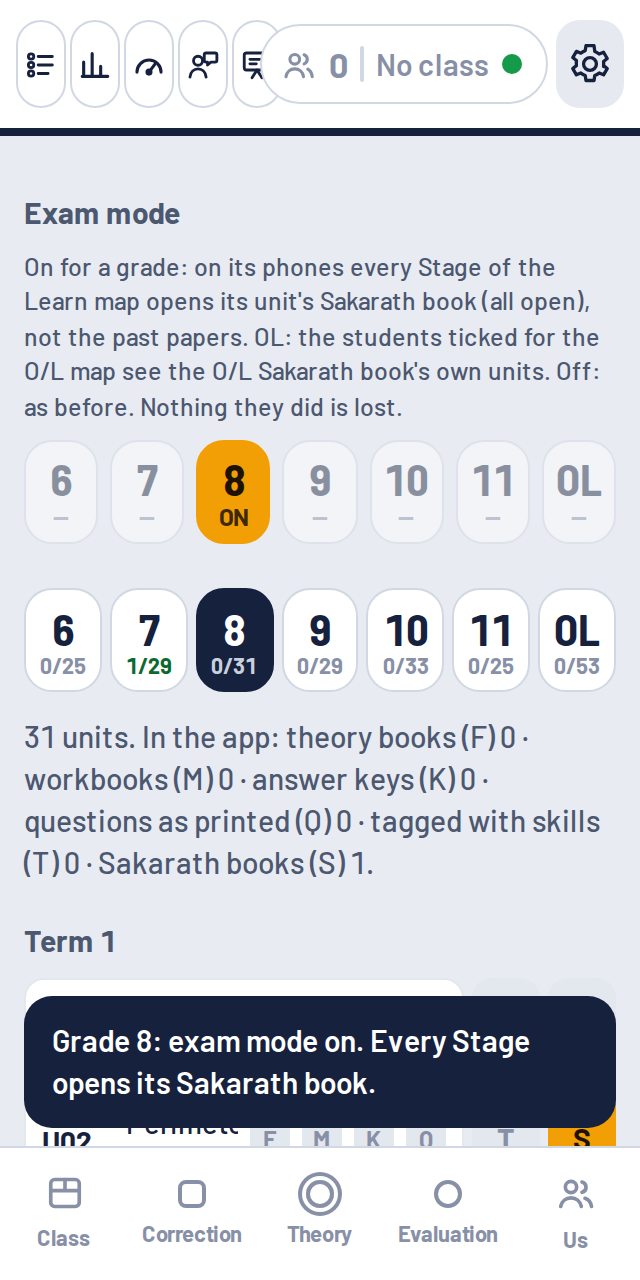 0 | No class
Exam mode
On for a grade: on its phones every Stage of the
Learn map opens its unit's Sakarath book (all open),
not the past papers. OL: the students ticked for the
O/L map see the O/L Sakarath book's own units. Off:
as before. Nothing they did is lost.
6 7 8 9 10 11 OL
– – ON – – – –
6 7 8 9 10 11 OL
0/25 1/29 0/31 0/29 0/33 0/25 0/53
31 units. In the app: theory books (F) 0 ·
workbooks (M) 0 · answer keys (K) 0 ·
questions as printed (Q) 0 · tagged with skills
(T) 0 · Sakarath books (S) 1.
Term 1
Grade 8: exam mode on. Every Stage
opens its Sakarath book.
U02 F M K Q T S
Class Correction Theory Evaluation Us